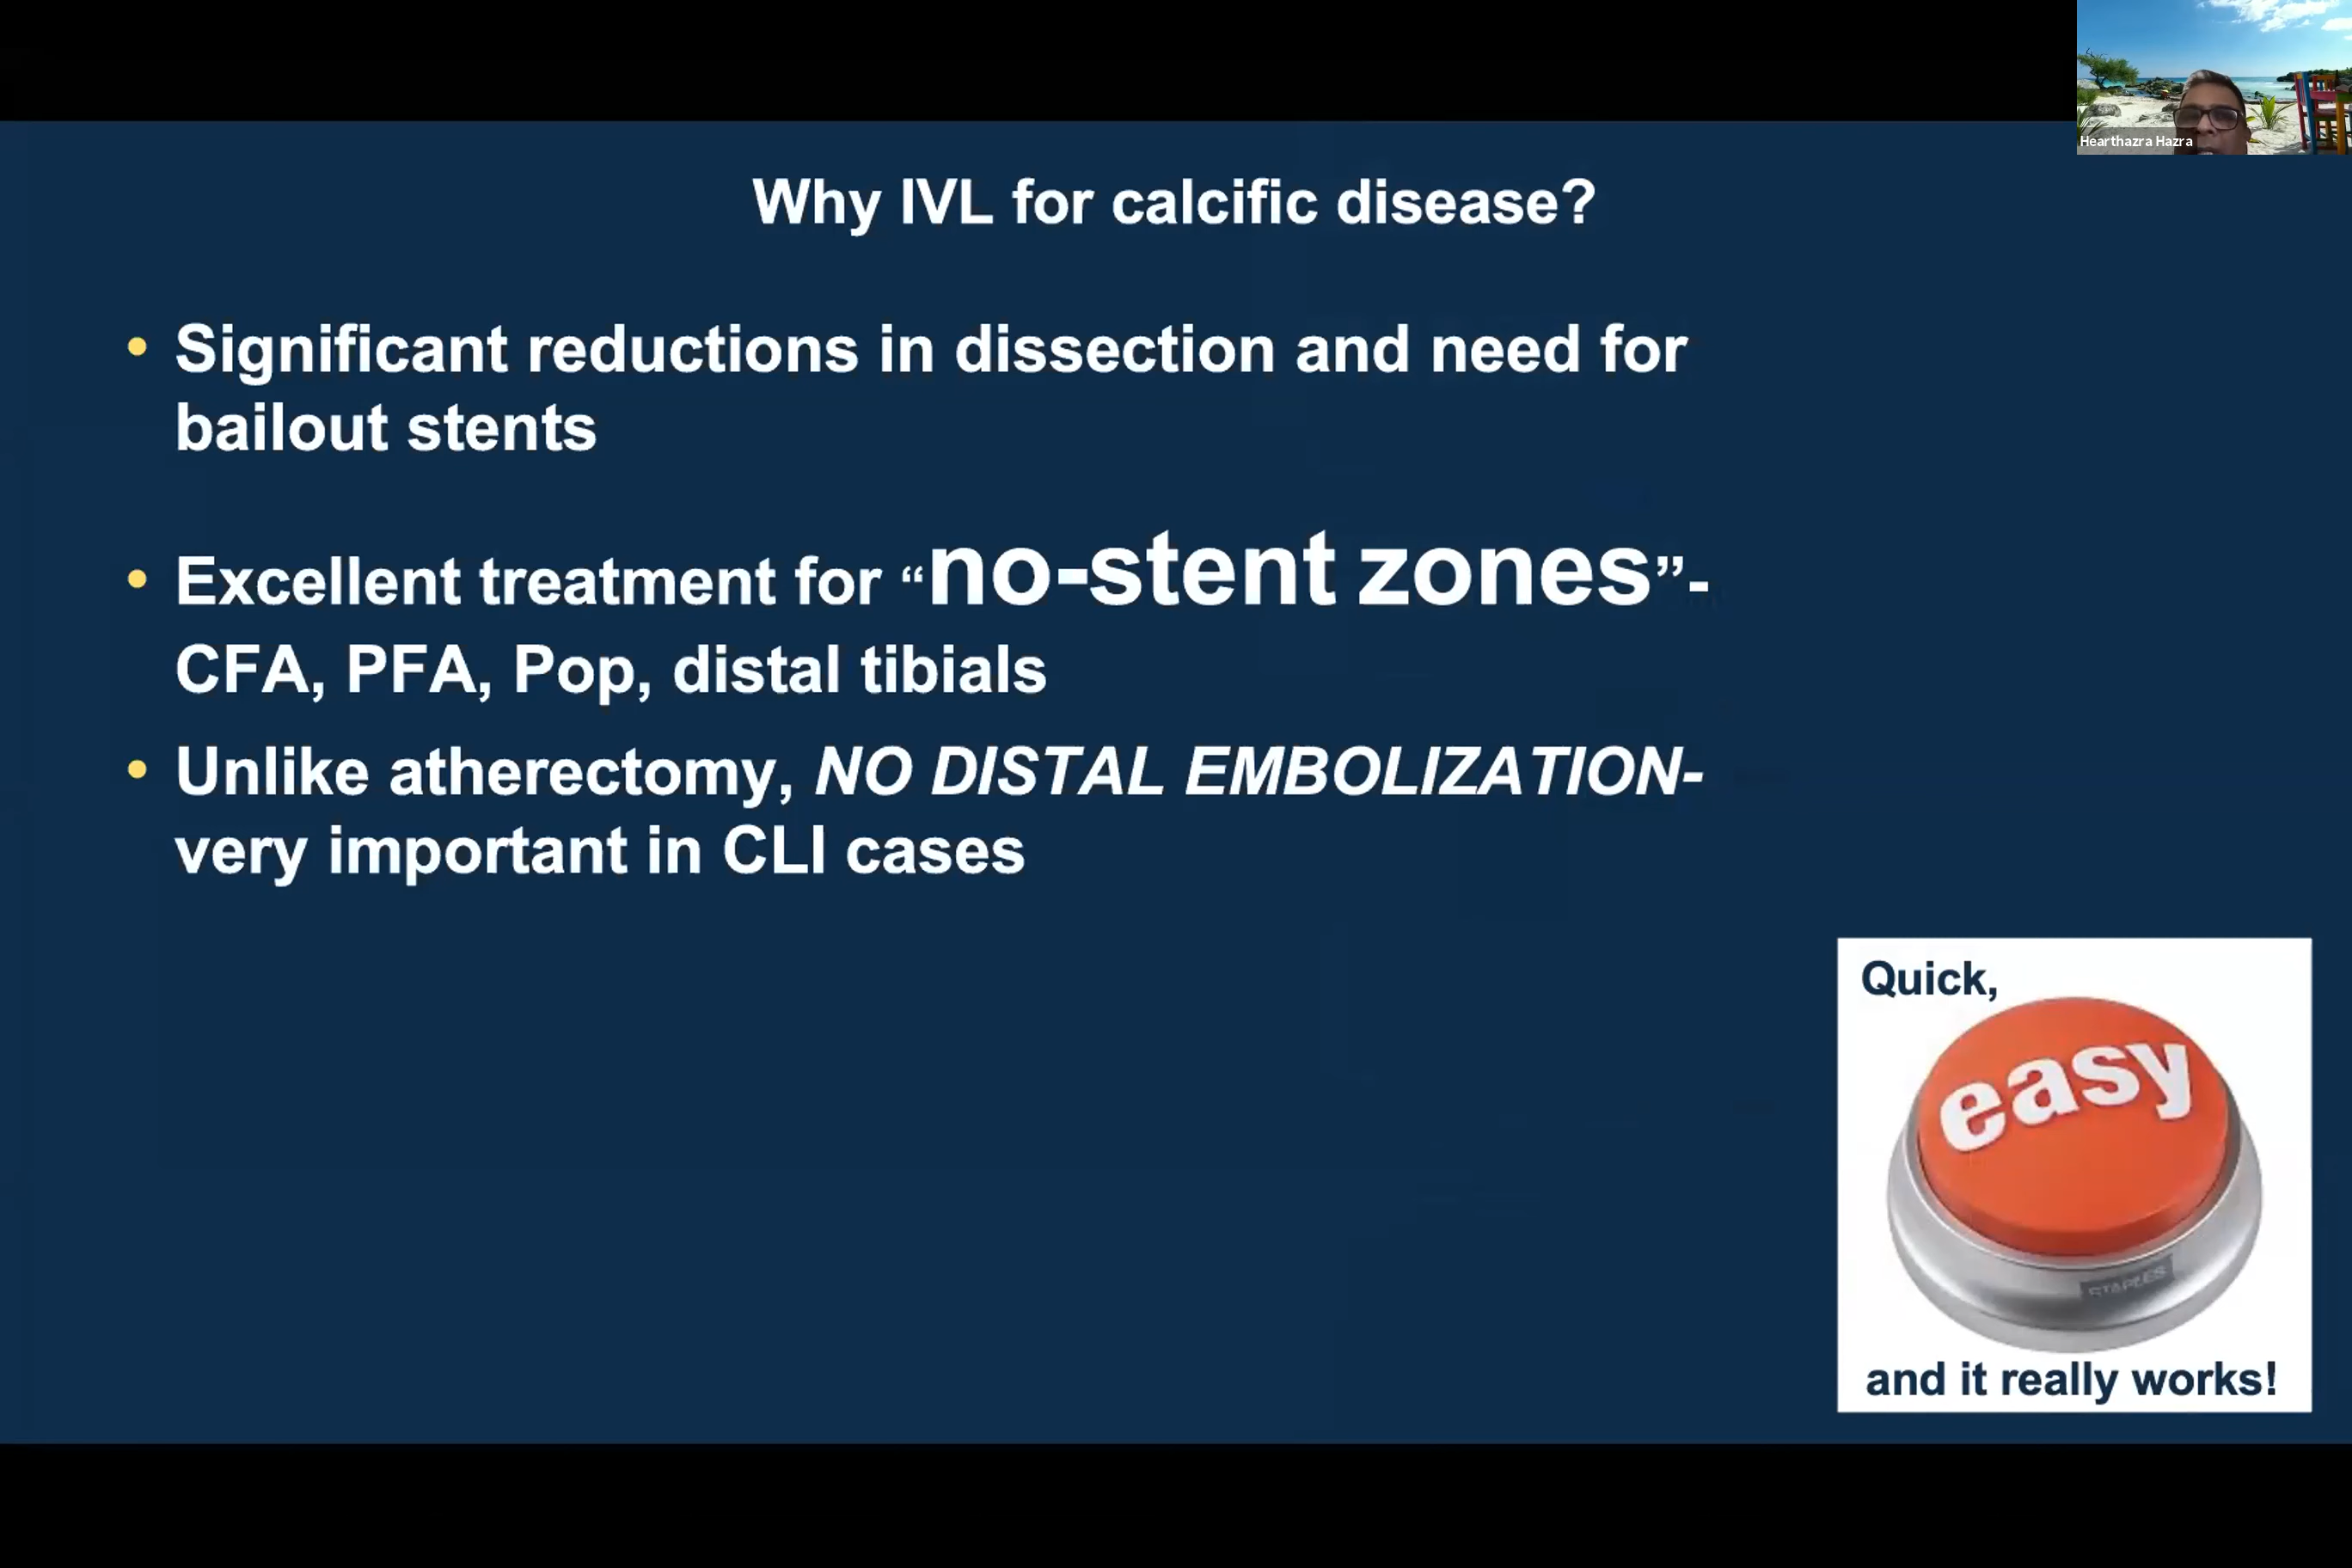 Hearthazra Hazra
Why IVL for calcific disease?
• Significant reductions in dissection and need for
bailout stents
• Excellent treatment for “no-stent zones”-
CFA, PFA, Pop, distal tibials
• Unlike atherectomy, NO DISTAL EMBOLIZATION-
very important in CLI cases
Quick,
easy
STAPLES
and it really works!